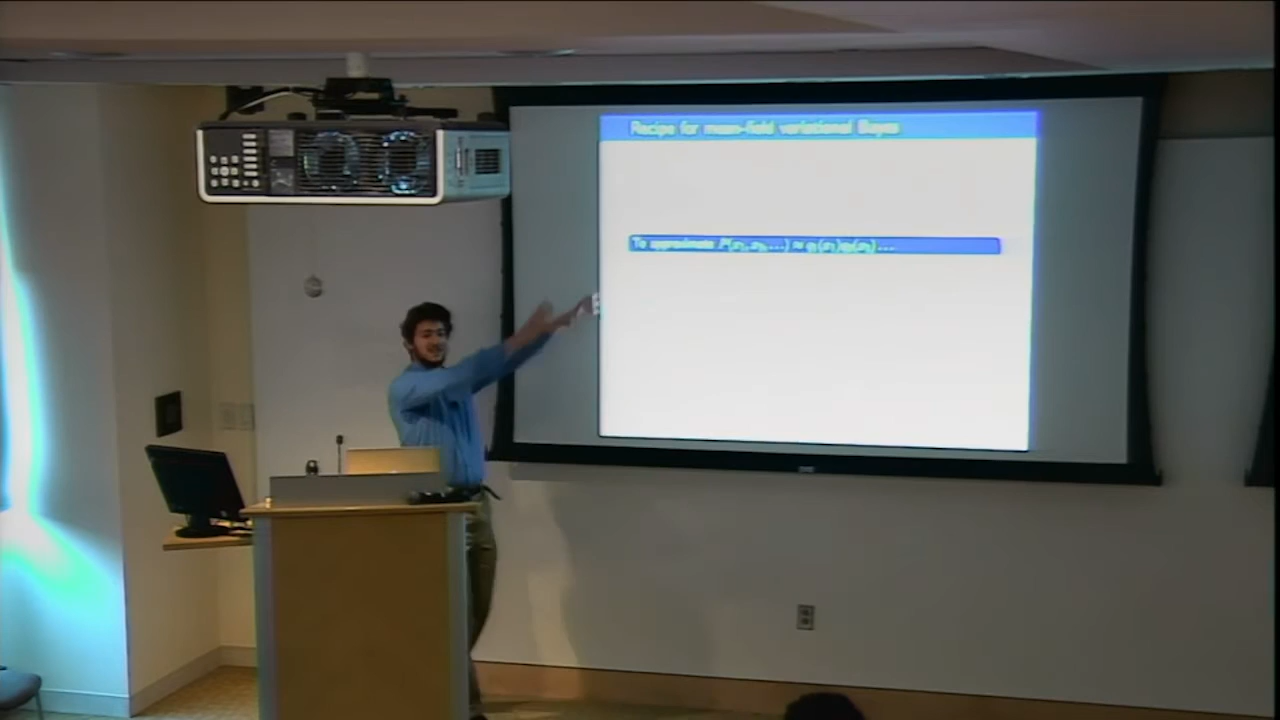 Recipe for mean-field variational Bayes
To approximate P(x₁, x₂, ...) ≈ q₁(x₁)q₂(x₂) ...